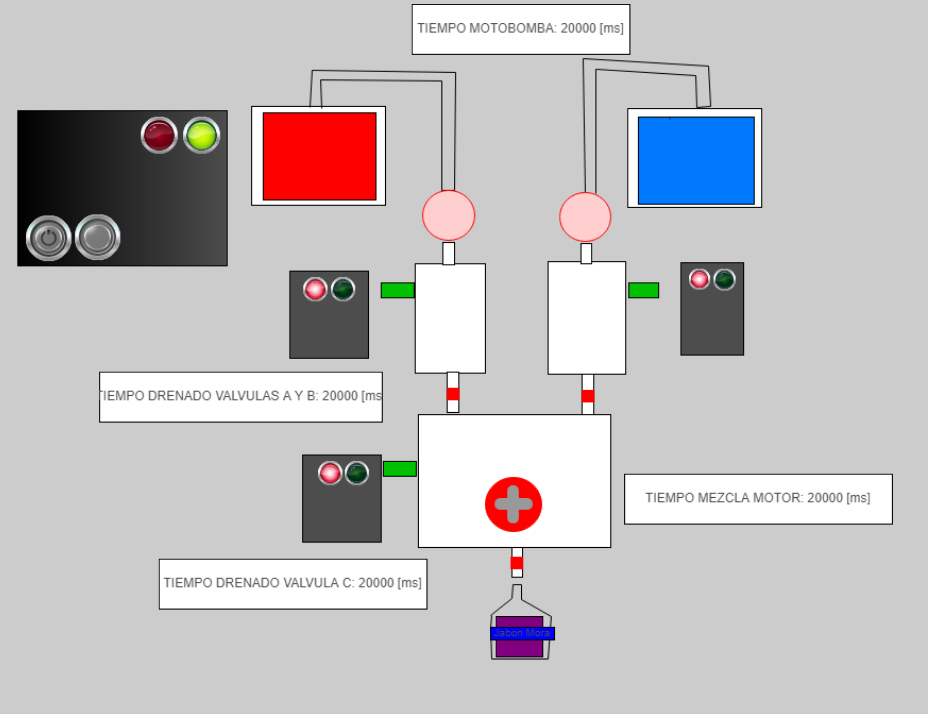 TIEMPO MOTOBOMBA: 20000 [ms]
TIEMPO DRENADO VALVULAS A Y B: 20000 [ms
TIEMPO MEZCLA MOTOR: 20000 [ms]
TIEMPO DRENADO VALVULA C: 20000 [ms]
Jabon Mora